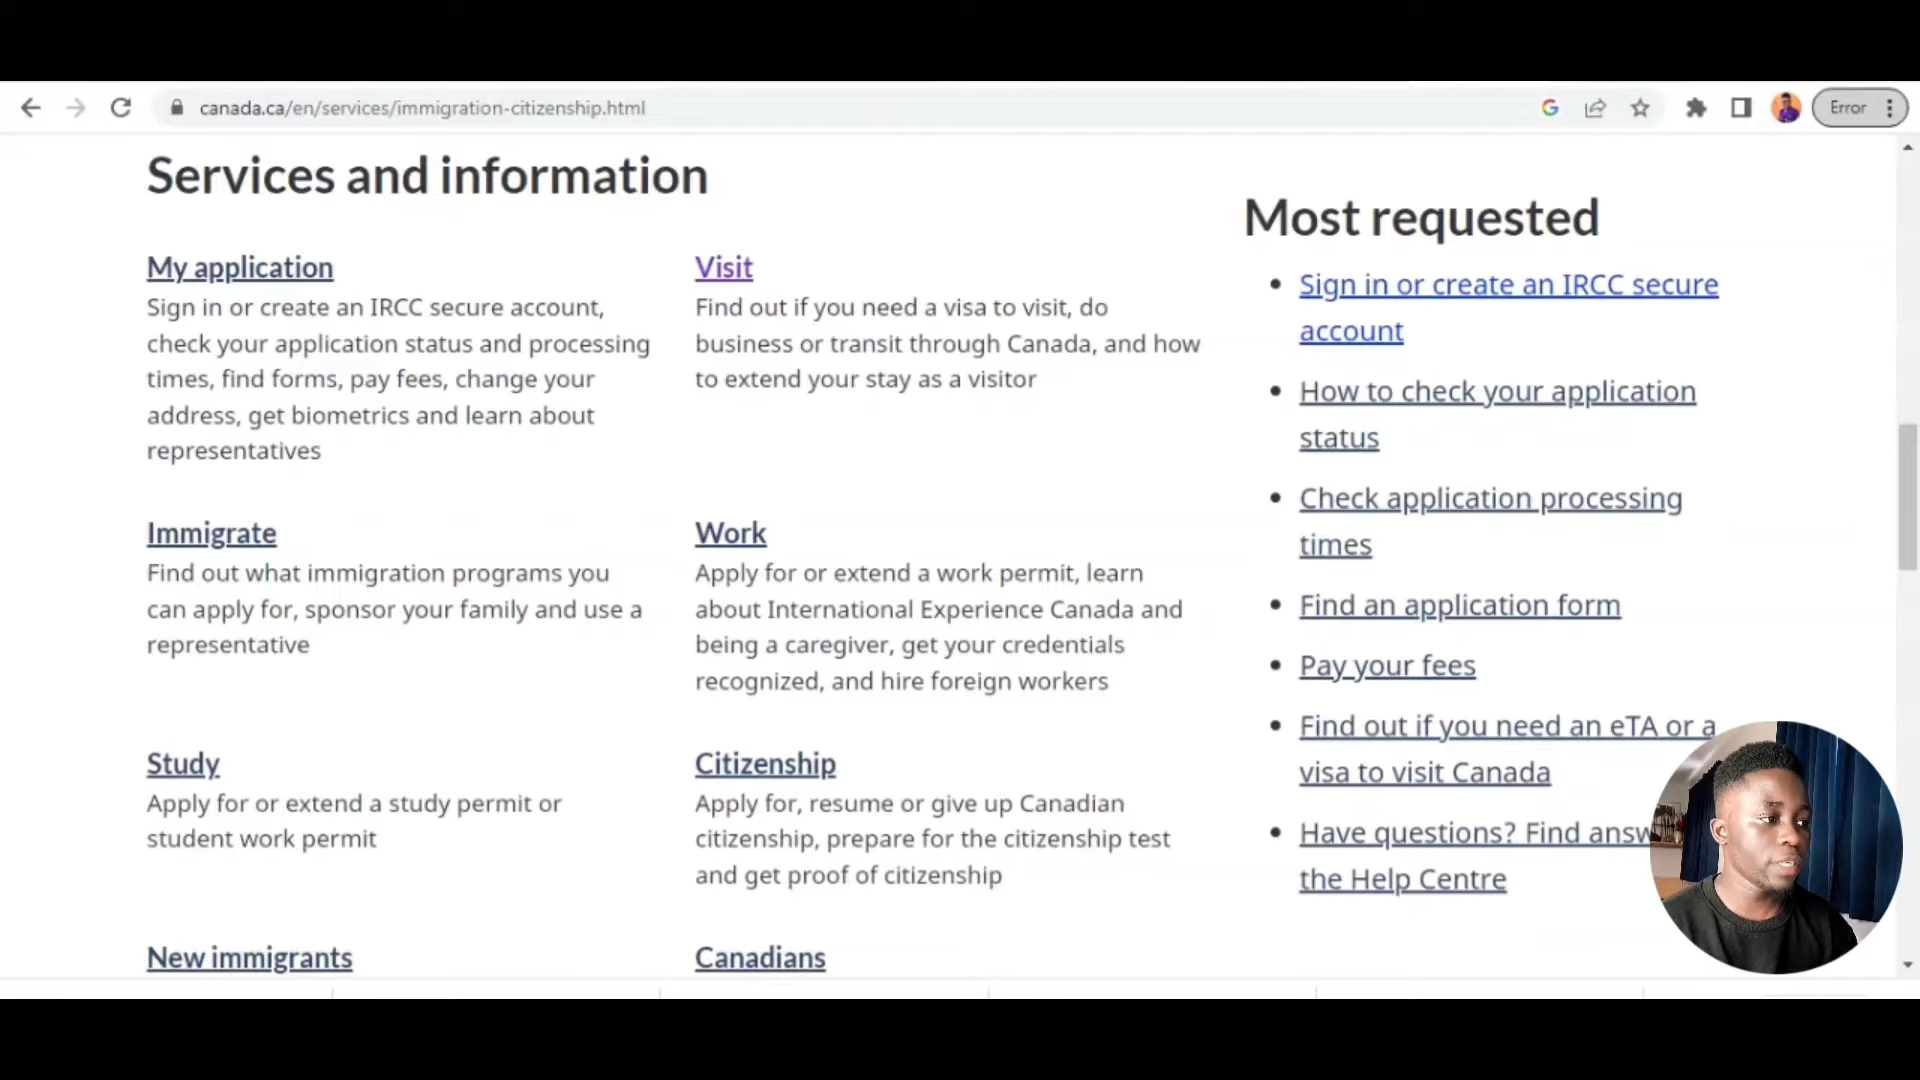 canada.ca/en/services/immigration-citizenship.html
Error
Services and information
My application
Sign in or create an IRCC secure account,
check your application status and processing
times, find forms, pay fees, change your
address, get biometrics and learn about
representatives
Visit
Find out if you need a visa to visit, do
business or transit through Canada, and how
to extend your stay as a visitor
Immigrate
Find out what immigration programs you
can apply for, sponsor your family and use a
representative
Work
Apply for or extend a work permit, learn
about International Experience Canada and
being a caregiver, get your credentials
recognized, and hire foreign workers
Study
Apply for or extend a study permit or
student work permit
Citizenship
Apply for, resume or give up Canadian
citizenship, prepare for the citizenship test
and get proof of citizenship
New immigrants
Canadians
Most requested
Sign in or create an IRCC secure
account
How to check your application
status
Check application processing
times
Find an application form
Pay your fees
Find out if you need an eTA or a
visa to visit Canada
Have questions? Find
the Help Centre